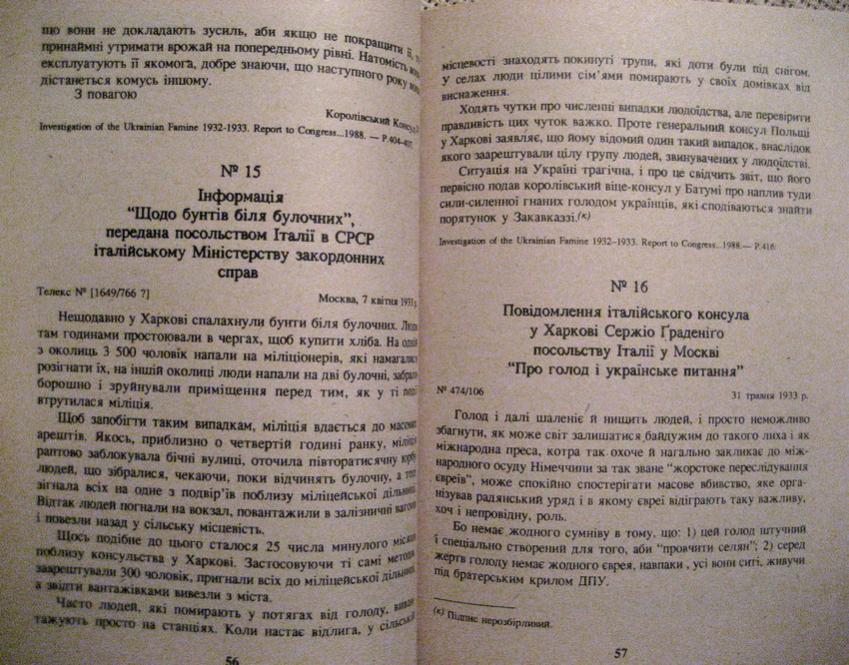 що вони не докладають зусиль, аби якщо не покращити її, то
принаймні утримати врожай на попередньому рівні. Натомість вони
експлуатують її якомога, добре знаючи, що наступного року вона
дістанеться комусь іншому.
З повагою
Королівський Консул
Investigation of the Ukrainian Famine 1932-1933. Report to Congress...1988. — P.404-407.
№ 15
Інформація
“Щодо бунтів біля булочних”,
передана посольством Італії в СРСР
італійському Міністерству закордонних
справ
Телекс № [1649/766 ?]
Москва, 7 квітня 1933 р.
Нещодавно у Харкові спалахнули бунти біля булочних. Люди
там годинами простоювали в чергах, щоб купити хліба. На одній
з околиць 3 500 чоловік напали на міліціонерів, які намагалися
розігнати їх, на іншій околиці люди напали на дві булочні, забрали
борошно і зруйнували приміщення перед тим, як у ті події
втрутилася міліція.
Щоб запобігти таким випадкам, міліція вдається до масових
арештів. Якось, приблизно о четвертій годині ранку, міліція
раптово заблокувала бічні вулиці, оточила півторатисячну юрбу
людей, що зібралися, чекаючи, поки відчинять булочну, а тоді
зігнала всіх на одне з подвір’їв поблизу міліцейської дільниці.
Відтак людей погнали на вокзал, повантажили в залізничні вагони
і повезли назад у сільську місцевість.
Щось подібне до цього сталося 25 числа минулого місяця
поблизу консульства у Харкові. Застосовуючи ті самі методи,
заарештували 300 чоловік, пригнали всіх до міліцейської дільниці,
а звідти вантажівками вивезли з міста.
Часто людей, які помирають у потягах від голоду, виван-
тажують просто на станціях. Коли настає відлига, у сільській
56
місцевості знаходять покинуті трупи, які доти були під снігом.
У селах люди цілими сім’ями помирають у своїх домівках від
виснаження.
Ходять чутки про численні випадки людоїдства, але перевірити
правдивість цих чуток важко. Проте генеральний консул Польщі
у Харкові заявляє, що йому відомий один такий випадок, внаслідок
якого заарештували цілу групу людей, звинувачених у людоїдстві.
Ситуація на Україні трагічна, і про це свідчить звіт, що його
первісно подав королівський віце-консул у Батумі про наплив туди
сили-силенної гнаних голодом українців, які сподіваються знайти
порятунок у Закавказзі.(к)
Investigation of the Ukrainian Famine 1932-1933. Report to Congress...1988.— P.416.
№ 16
Повідомлення італійського консула
у Харкові Сержіо Ґраденіґо
посольству Італії у Москві
“Про голод і українське питання”
№ 474/106
31 травня 1933 р.
Голод і далі шаленіє й нищить людей, і просто неможливо
збагнути, як може світ залишатися байдужим до такого лиха і як
міжнародна преса, котра так охоче й нагально закликає до між-
народного осуду Німеччини за так зване “жорстоке переслідування
євреїв”, може спокійно спостерігати масове вбивство, яке орга-
нізував радянський уряд і в якому євреї відіграють таку важливу,
хоч і непровідну, роль.
Бо немає жодного сумніву в тому, що: 1) цей голод штучний
і спеціально створений для того, аби “провчити селян”; 2) серед
жертв голоду немає жодного єврея, навпаки , усі вони ситі, живучи
під братерським крилом ДПУ.
(к) Підпис нерозбірливий.
57